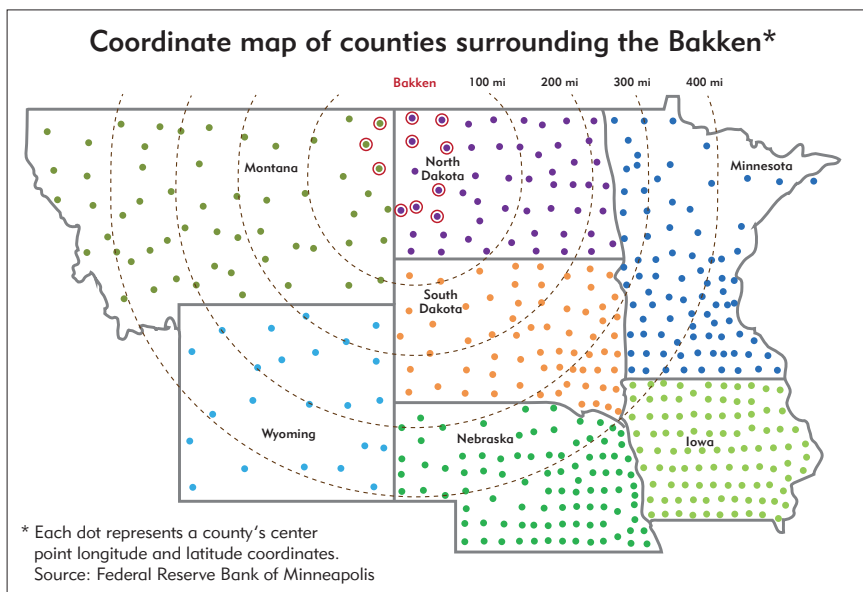 Coordinate map of counties surrounding the Bakken*
Bakken 100 mi 200 mi 300 mi 400 mi
Montana
North
Dakota
Minnesota
South
Dakota
Wyoming
Nebraska
Iowa
* Each dot represents a county's center
point longitude and latitude coordinates.
Source: Federal Reserve Bank of Minneapolis